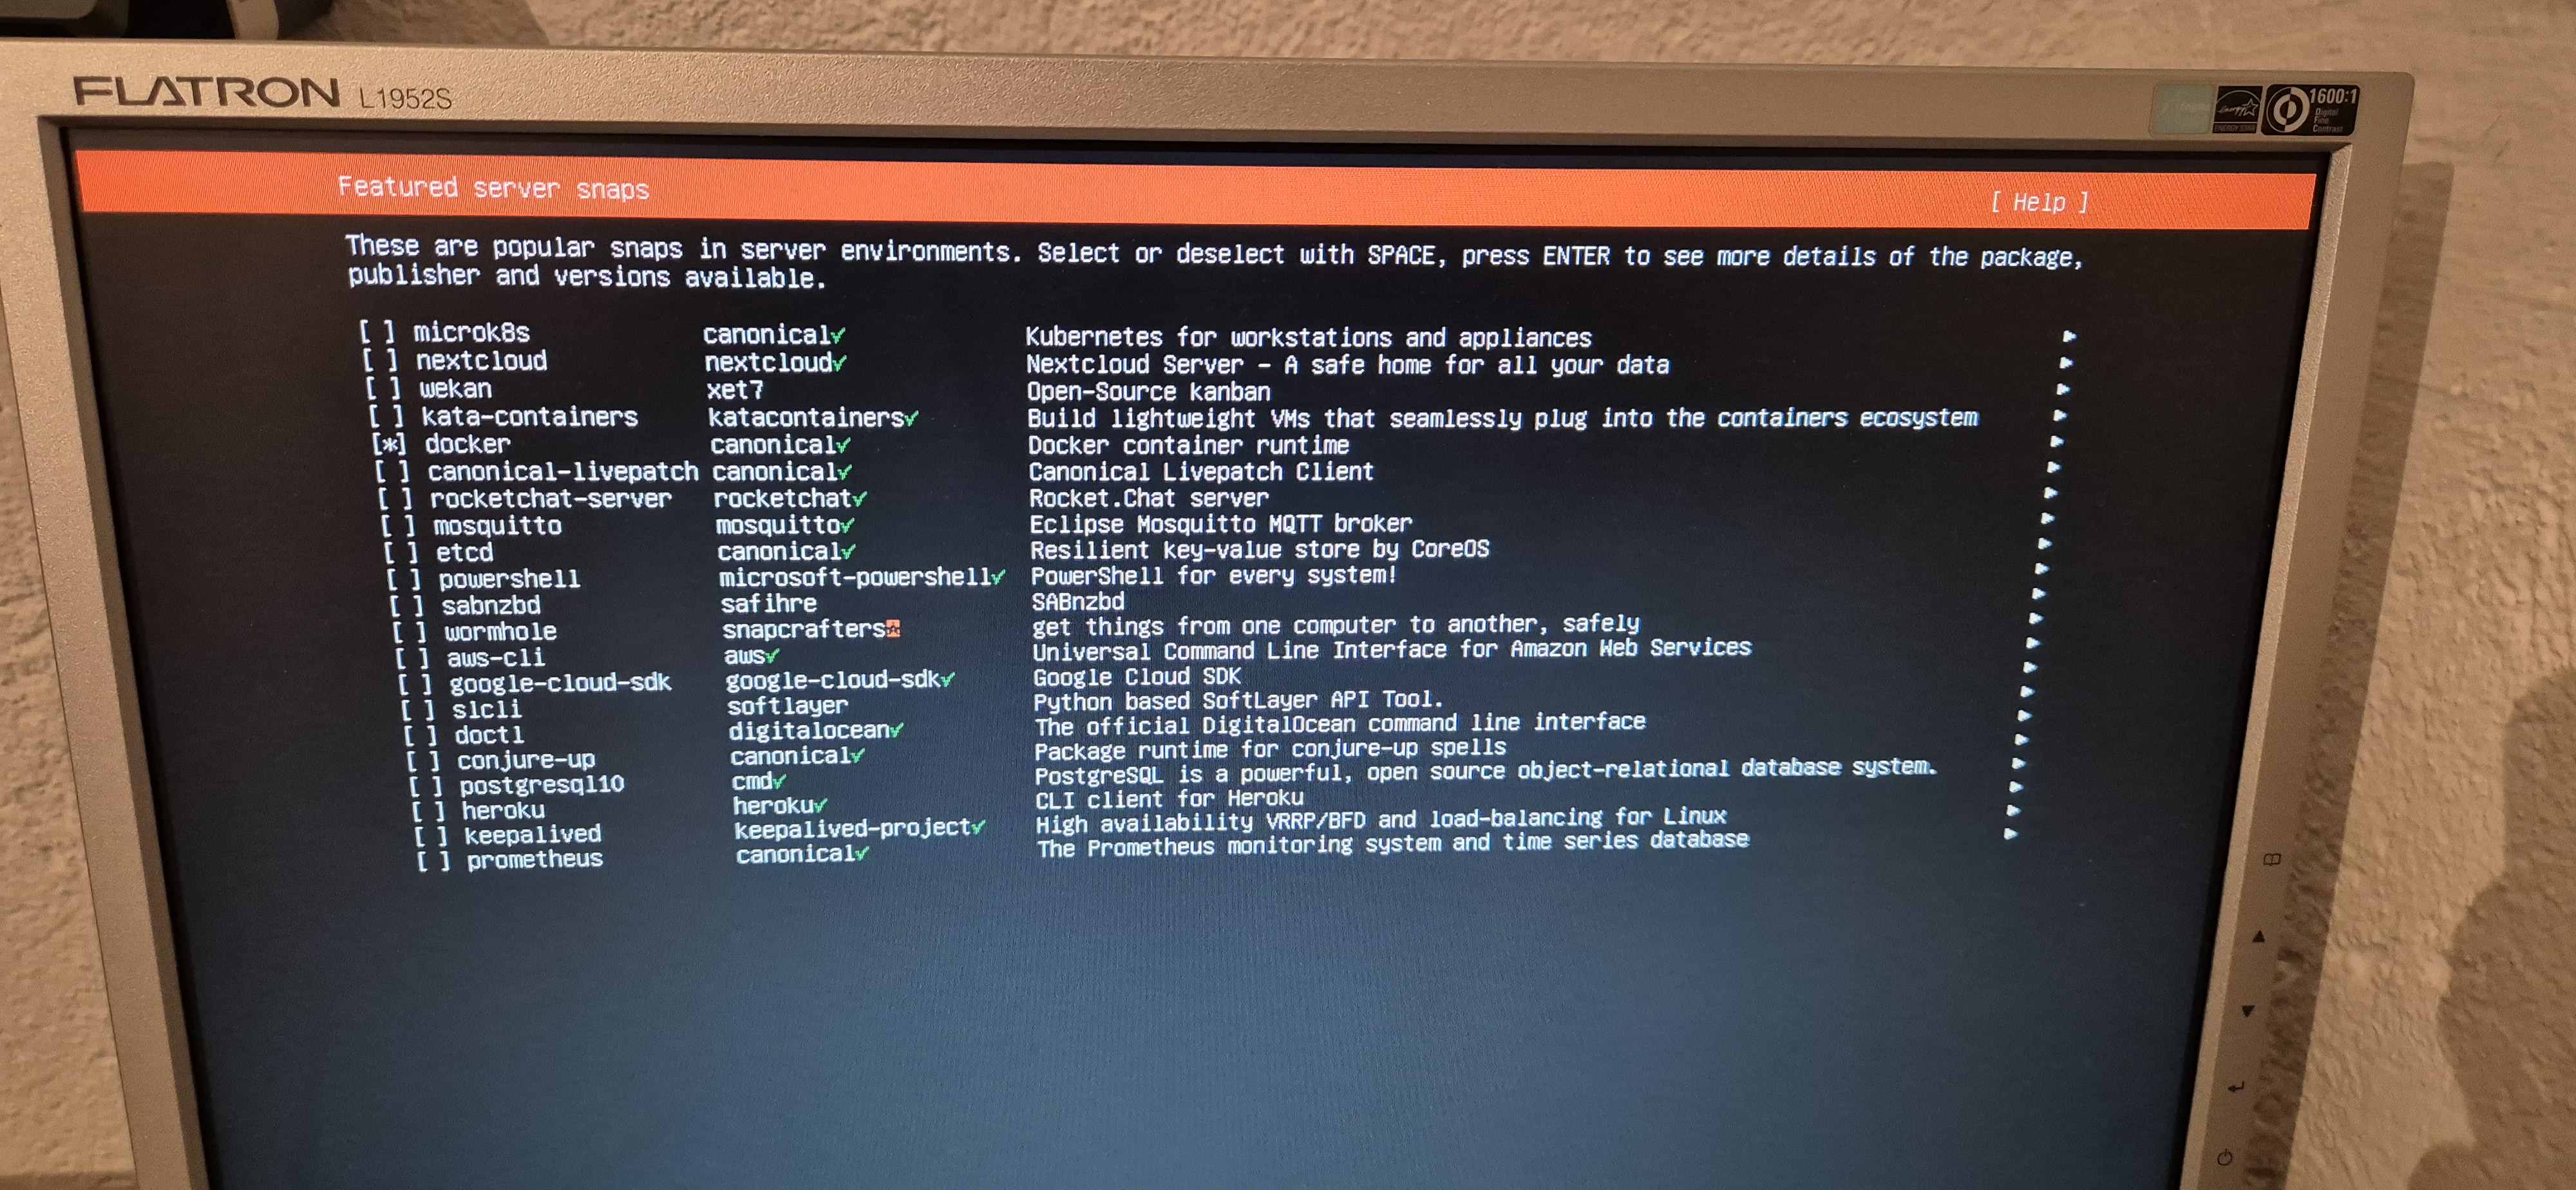 FLATRON L1952S
1600:1
Digital
Fine
Contrast
ENERGY STAR
Featured server snaps [ Help ]
These are popular snaps in server environments. Select or deselect with SPACE, press ENTER to see more details of the package,
publisher and versions available.
[ ] microk8s canonical✓ Kubernetes for workstations and appliances ▶
[ ] nextcloud nextcloud✓ Nextcloud Server - A safe home for all your data ▶
[ ] wekan xet7 Open-Source kanban ▶
[ ] kata-containers katacontainers✓ Build lightweight VMs that seamlessly plug into the containers ecosystem ▶
[*] docker canonical✓ Docker container runtime ▶
[ ] canonical-livepatch canonical✓ Canonical Livepatch Client ▶
[ ] rocketchat-server rocketchat✓ Rocket.Chat server ▶
[ ] mosquitto mosquitto✓ Eclipse Mosquitto MQTT broker ▶
[ ] etcd canonical✓ Resilient key-value store by CoreOS ▶
[ ] powershell microsoft-powershell✓ PowerShell for every system! ▶
[ ] sabnzbd safihre SABnzbd ▶
[ ] wormhole snapcrafters get things from one computer to another, safely ▶
[ ] aws-cli aws✓ Universal Command Line Interface for Amazon Web Services ▶
[ ] google-cloud-sdk google-cloud-sdk✓ Google Cloud SDK ▶
[ ] slcli softlayer Python based SoftLayer API Tool. ▶
[ ] doctl digitalocean✓ The official DigitalOcean command line interface ▶
[ ] conjure-up canonical✓ Package runtime for conjure-up spells ▶
[ ] postgresql10 cmd✓ PostgreSQL is a powerful, open source object-relational database system. ▶
[ ] heroku heroku✓ CLI client for Heroku ▶
[ ] keepalived keepalived-project✓ High availability VRRP/BFD and load-balancing for Linux ▶
[ ] prometheus canonical✓ The Prometheus monitoring system and time series database ▶